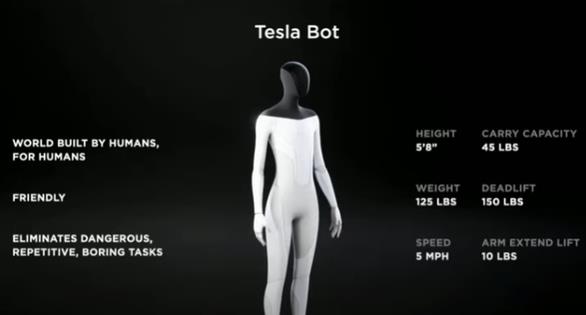 Tesla Bot
WORLD BUILT BY HUMANS,
FOR HUMANS
FRIENDLY
ELIMINATES DANGEROUS,
REPETITIVE, BORING TASKS
HEIGHT
5'8"
CARRY CAPACITY
45 LBS
WEIGHT
125 LBS
DEADLIFT
150 LBS
SPEED
5 MPH
ARM EXTEND LIFT
10 LBS